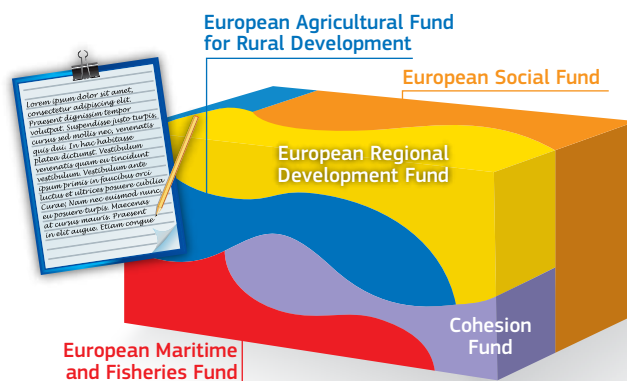 European Agricultural Fund
for Rural Development
European Social Fund
Lorem ipsum dolor sit amet,
consectetur adipiscing elit.
Praesent dignissim tempor
volutpat. Suspendisse justo turpis,
cursus sed mollis nec, venenatis
quis dui. In hac habitasse
platea dictumst. Vestibulum
venenatis quam eu tincidunt
vestibulum. Vestibulum ante
ipsum primis in faucibus orci
luctus et ultrices posuere cubilia
Curae; Nam nec euismod nunc,
eu posuere turpis. Maecenas
at cursus mauris. Praesent
in elit augue. Etiam congue
European Regional
Development Fund
Cohesion
Fund
European Maritime
and Fisheries Fund